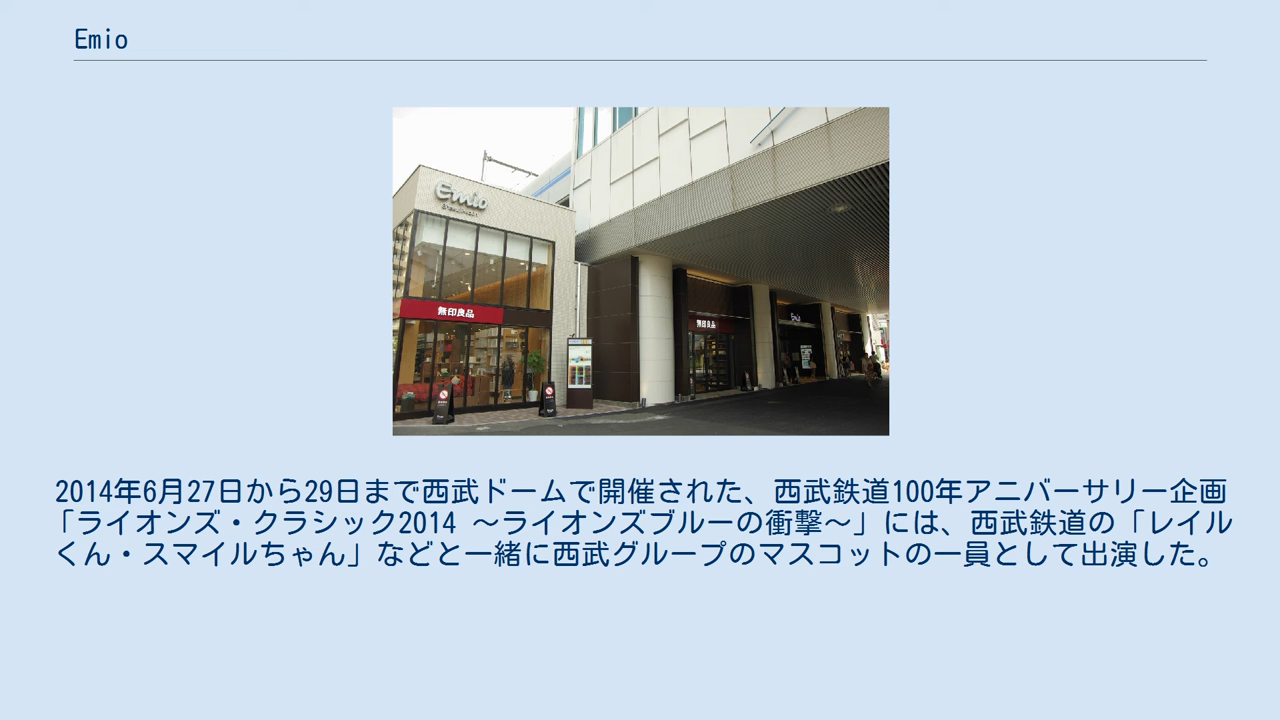 Emio
Emio
無印良品
無印良品
Emio
2014年6月27日から29日まで西武ドームで開催された、西武鉄道100年アニバーサリー企画
「ライオンズ・クラシック2014 ～ライオンズブルーの衝撃～」には、西武鉄道の「レイル
くん・スマイルちゃん」などと一緒に西武グループのマスコットの一員として出演した。